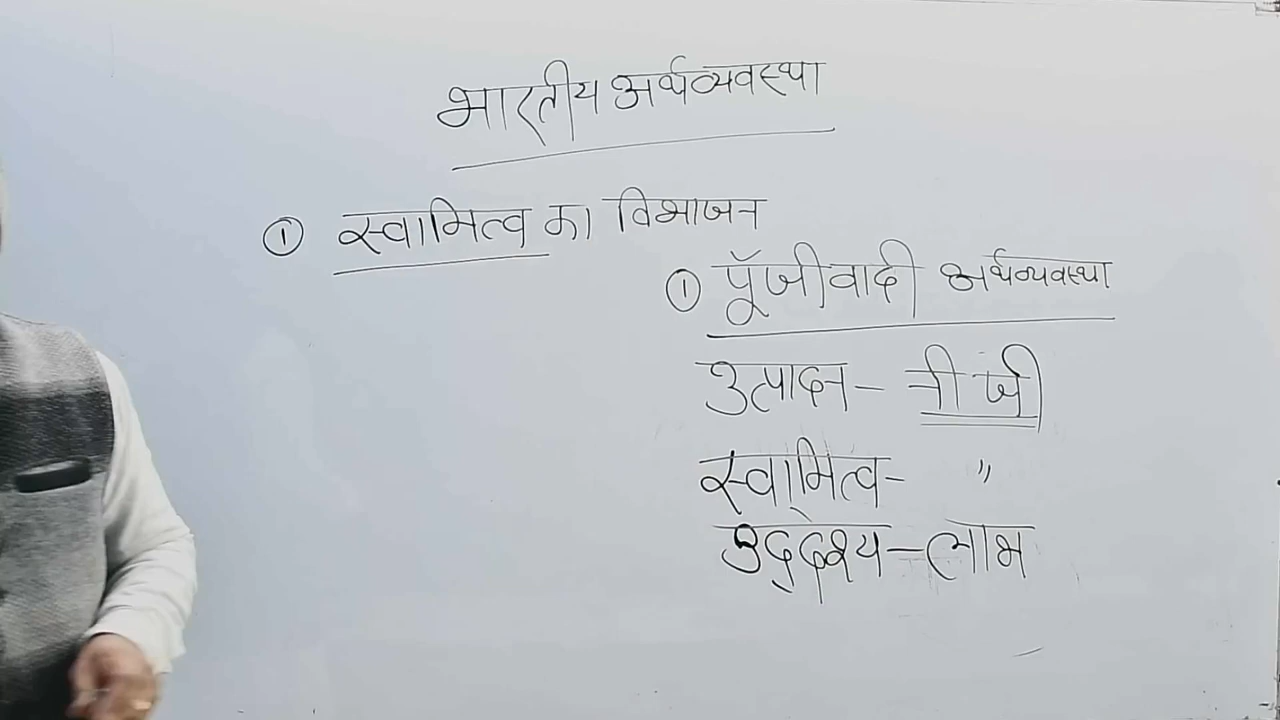 भारतीय अर्थव्यवस्था
① स्वामित्व का विभाजन
① पूॅंजीवादी अर्थव्यवस्था
उत्पादन - नीजी
स्वामित्व - "
उद्देश्य - लाभ